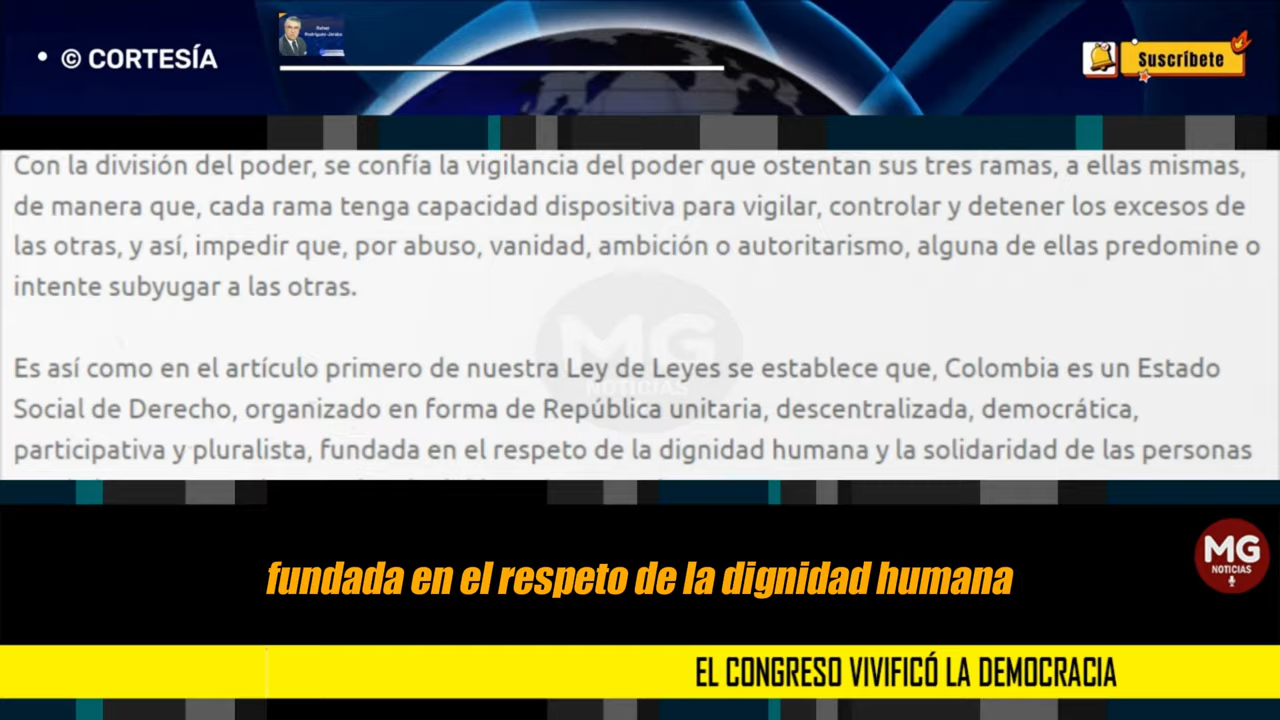 • © CORTESÍA
Rafael
Rodríguez-Jaraba
Suscríbete
Con la división del poder, se confía la vigilancia del poder que ostentan sus tres ramas, a ellas mismas,
de manera que, cada rama tenga capacidad dispositiva para vigilar, controlar y detener los excesos de
las otras, y así, impedir que, por abuso, vanidad, ambición o autoritarismo, alguna de ellas predomine o
intente subyugar a las otras.
MG
NOTICIAS
Es así como en el artículo primero de nuestra Ley de Leyes se establece que, Colombia es un Estado
Social de Derecho, organizado en forma de República unitaria, descentralizada, democrática,
participativa y pluralista, fundada en el respeto de la dignidad humana y la solidaridad de las personas
fundada en el respeto de la dignidad humana
MG
NOTICIAS
EL CONGRESO VIVIFICÓ LA DEMOCRACIA